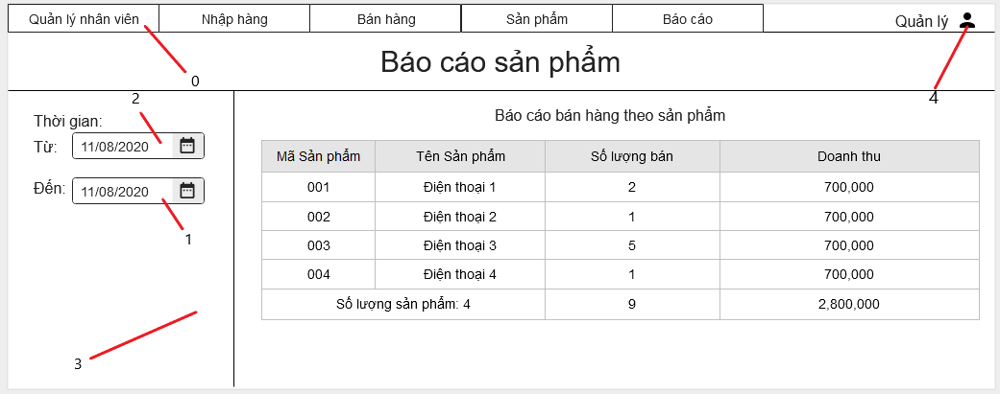 Quản lý nhân viên Nhập hàng Bán hàng Sản phẩm Báo cáo Quản lý
Báo cáo sản phẩm
0
4
2
Thời gian:
Từ: 11/08/2020
Đến: 11/08/2020
1
3
Báo cáo bán hàng theo sản phẩm
Mã Sản phẩm Tên Sản phẩm Số lượng bán Doanh thu
001 Điện thoại 1 2 700,000
002 Điện thoại 2 1 700,000
003 Điện thoại 3 5 700,000
004 Điện thoại 4 1 700,000
Số lượng sản phẩm: 4 9 2,800,000